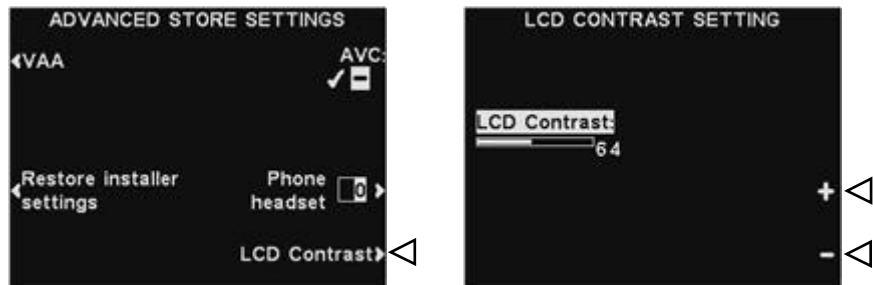 ADVANCED STORE SETTINGS
VAA
AVC:
Restore installer
settings
Phone
headset
0
LCD Contrast
LCD CONTRAST SETTING
LCD Contrast:
64
+
-